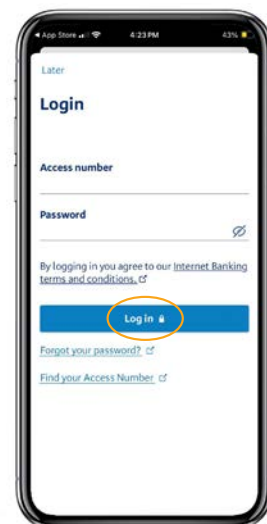 App Store 4:23 PM 43%
Later
Login
Access number
Password
By logging in you agree to our Internet Banking
terms and conditions.
Log in
Forgot your password?
Find your Access Number